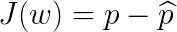 J(w) = p − p̂